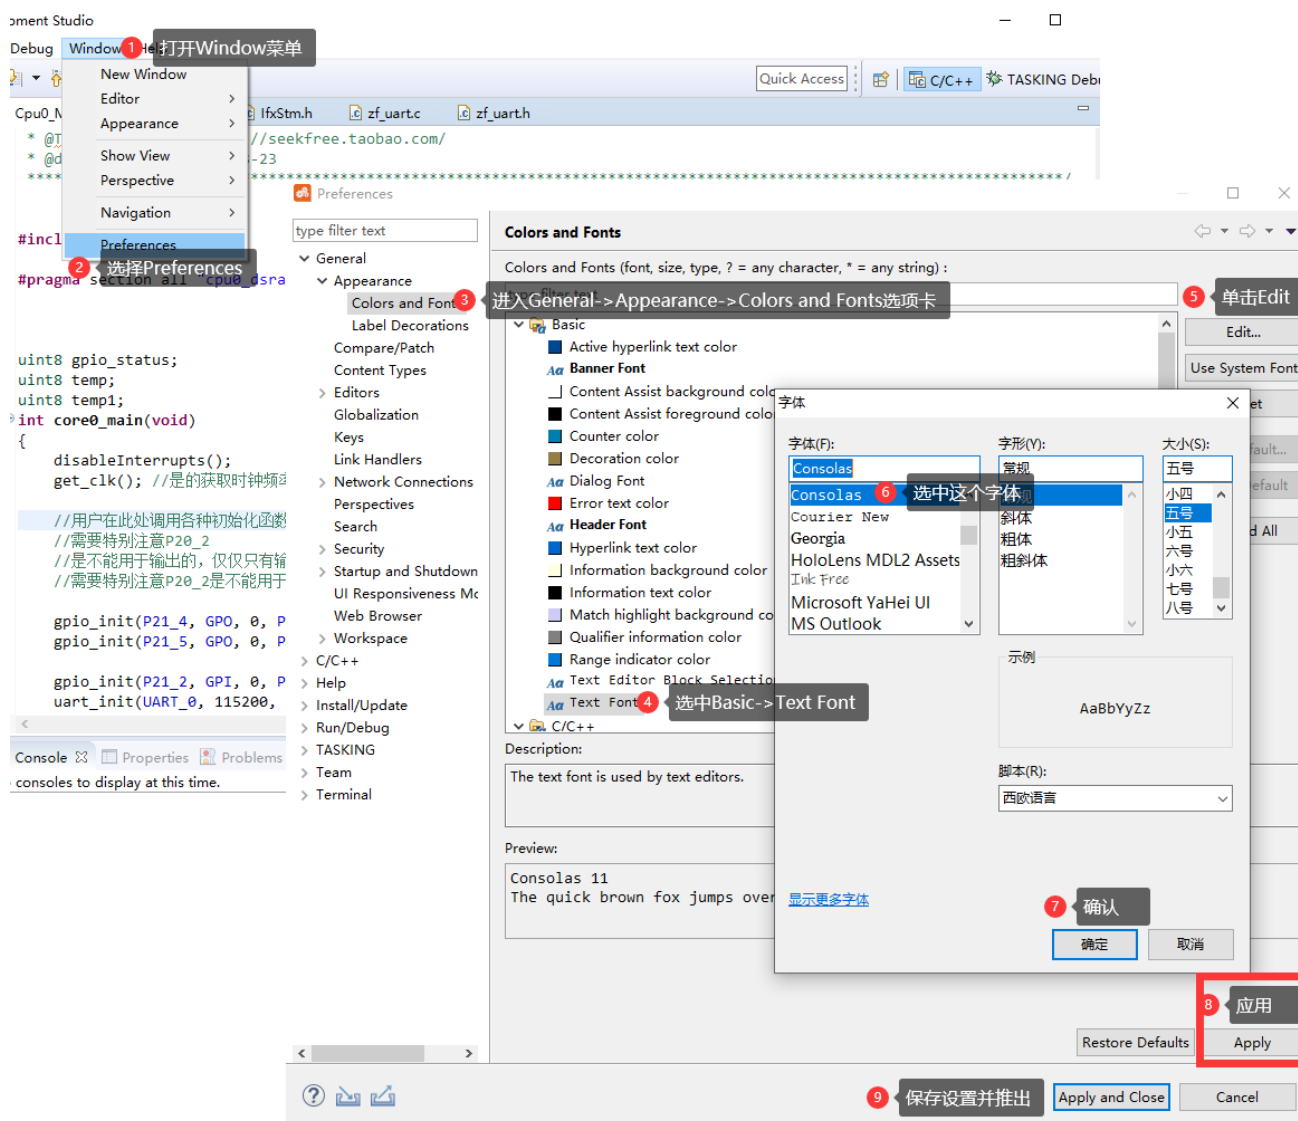 oment Studio
Debug Window
1 打开Window菜单
New Window
Editor
Appearance
Show View
Perspective
Navigation
Preferences
2 选择Preferences
Quick Access
C/C++
TASKING Debu
Cpu0_M
IfxStm.h
zf_uart.c
zf_uart.h
* @T //seekfree.taobao.com/
* @d -23
#incl
#pragma section all "cpu0_dsra
uint8 gpio_status;
uint8 temp;
uint8 temp1;
int core0_main(void)
{
disableInterrupts();
get_clk(); //是的获取时钟频率
//用户在此处调用各种初始化函数
//需要特别注意P20_2
//是不能用于输出的，仅仅只有输
//需要特别注意P20_2是不能用于
gpio_init(P21_4, GPO, 0, P
gpio_init(P21_5, GPO, 0, P
gpio_init(P21_2, GPI, 0, P
uart_init(UART_0, 115200,
Console
Properties
Problems
consoles to display at this time.
Preferences
type filter text
General
Appearance
Colors and Font
Label Decorations
Compare/Patch
Content Types
Editors
Globalization
Keys
Link Handlers
Network Connections
Perspectives
Search
Security
Startup and Shutdown
UI Responsiveness Mc
Web Browser
Workspace
C/C++
Help
Install/Update
Run/Debug
TASKING
Team
Terminal
Colors and Fonts
Colors and Fonts (font, size, type, ? = any character, * = any string) :
3 进入General->Appearance->Colors and Fonts选项卡
Basic
Active hyperlink text color
Banner Font
Content Assist background colo
Content Assist foreground colo
Counter color
Decoration color
Dialog Font
Error text color
Header Font
Hyperlink text color
Information background color
Information text color
Match highlight background co
Qualifier information color
Range indicator color
Text Editor Block Selection
Text Font
4 选中Basic->Text Font
C/C++
Description:
The text font is used by text editors.
Preview:
Consolas 11
The quick brown fox jumps over
5 单击Edit
Edit...
Use System Font
et
fault...
efault
d All
字体
字体(F):
Consolas
Consolas
Courier New
Georgia
HoloLens MDL2 Assets
Ink Free
Microsoft YaHei UI
MS Outlook
6 选中这个字体
字形(Y):
常规
斜体
粗体
粗斜体
大小(S):
五号
小四
五号
小五
六号
小六
七号
八号
示例
AaBbYyZz
脚本(R):
西欧语言
显示更多字体
7 确认
确定
取消
8 应用
Restore Defaults
Apply
9 保存设置并推出
Apply and Close
Cancel